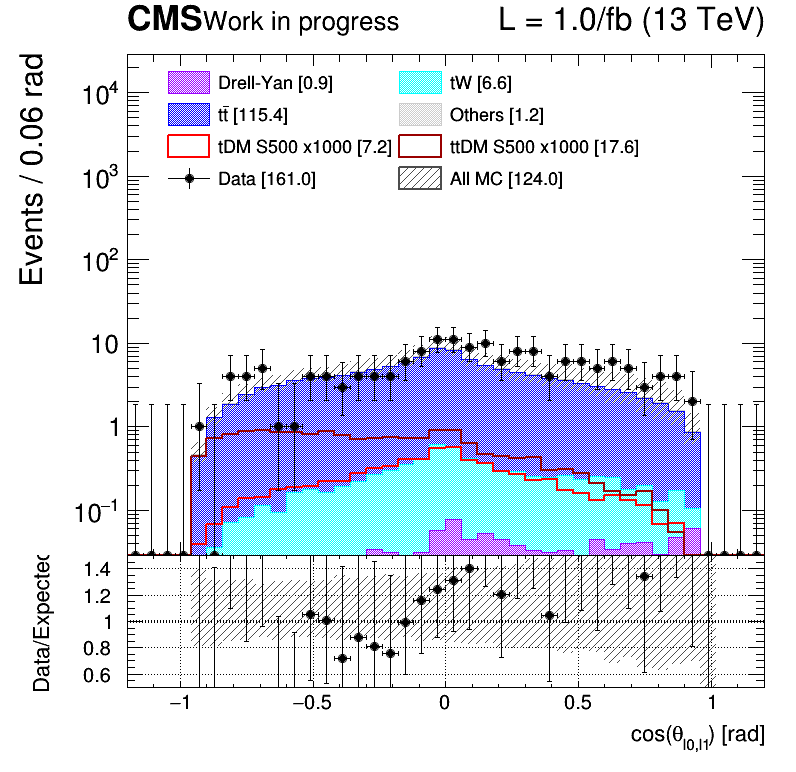 CMS Work in progress L = 1.0/fb (13 TeV)
Events / 0.06 rad
Drell-Yan [0.9] tW [6.6]
tt̄ [115.4] Others [1.2]
tDM S500 x1000 [7.2] ttDM S500 x1000 [17.6]
Data [161.0] All MC [124.0]
10⁴
10³
10²
10
1
10⁻¹
Data/Expected
1.4
1.2
1
0.8
0.6
−1 −0.5 0 0.5 1
cos(θ_l0,l1) [rad]